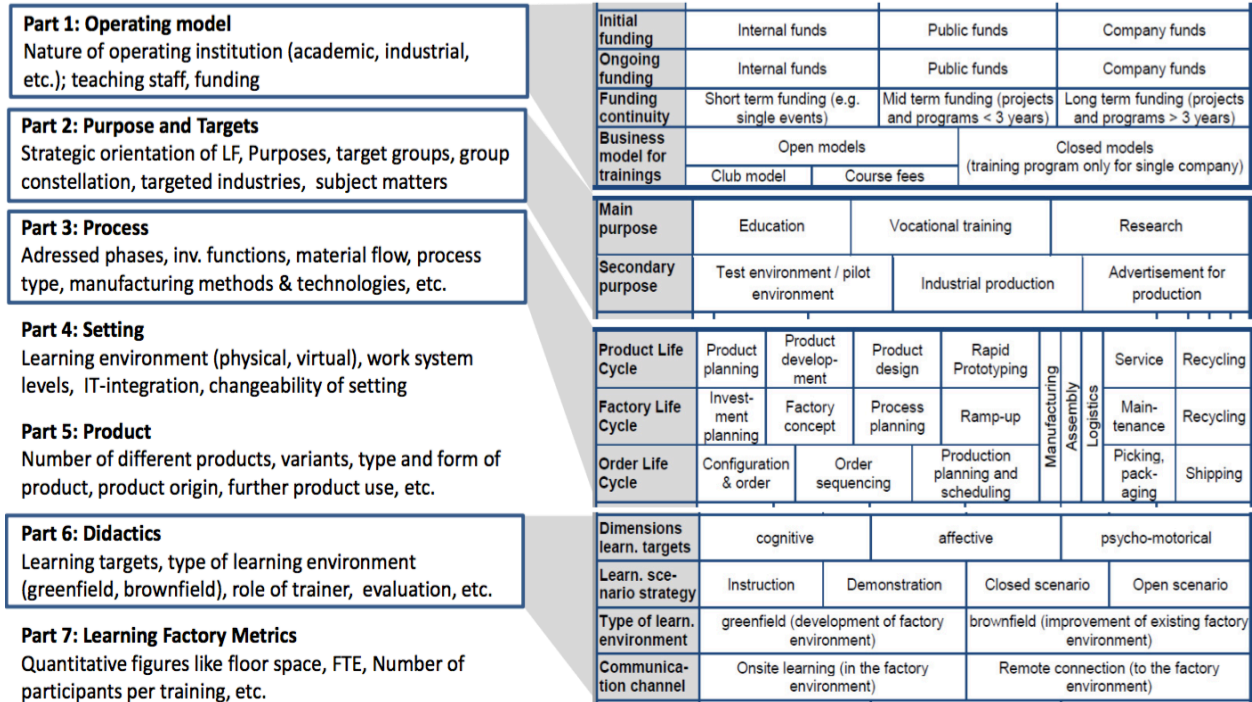 Part 1: Operating model
Nature of operating institution (academic, industrial,
etc.); teaching staff, funding
Part 2: Purpose and Targets
Strategic orientation of LF, Purposes, target groups, group
constellation, targeted industries, subject matters
Part 3: Process
Adressed phases, inv. functions, material flow, process
type, manufacturing methods & technologies, etc.
Part 4: Setting
Learning environment (physical, virtual), work system
levels, IT-integration, changeability of setting
Part 5: Product
Number of different products, variants, type and form of
product, product origin, further product use, etc.
Part 6: Didactics
Learning targets, type of learning environment
(greenfield, brownfield), role of trainer, evaluation, etc.
Part 7: Learning Factory Metrics
Quantitative figures like floor space, FTE, Number of
participants per training, etc.
Initial
funding
Internal funds
Public funds
Company funds
Ongoing
funding
Internal funds
Public funds
Company funds
Funding
continuity
Short term funding (e.g.
single events)
Mid term funding (projects
and programs < 3 years)
Long term funding (projects
and programs > 3 years)
Business
model for
trainings
Open models
Club model
Course fees
Closed models
(training program only for single company)
Main
purpose
Education
Vocational training
Research
Secondary
purpose
Test environment / pilot
environment
Industrial production
Advertisement for
production
Product Life
Cycle
Product
planning
Product
develop-
ment
Product
design
Rapid
Prototyping
Manufacturing
Assembly
Logistics
Service
Recycling
Factory Life
Cycle
Invest-
ment
planning
Factory
concept
Process
planning
Ramp-up
Main-
tenance
Recycling
Order Life
Cycle
Configuration
& order
Order
sequencing
Production
planning and
scheduling
Picking,
pack-
aging
Shipping
Dimensions
learn. targets
cognitive
affective
psycho-motorical
Learn. sce-
nario strategy
Instruction
Demonstration
Closed scenario
Open scenario
Type of learn.
environment
greenfield (development of factory
environment)
brownfield (improvement of existing factory
environment)
Communica-
tion channel
Onsite learning (in the factory
environment)
Remote connection (to the factory
environment)